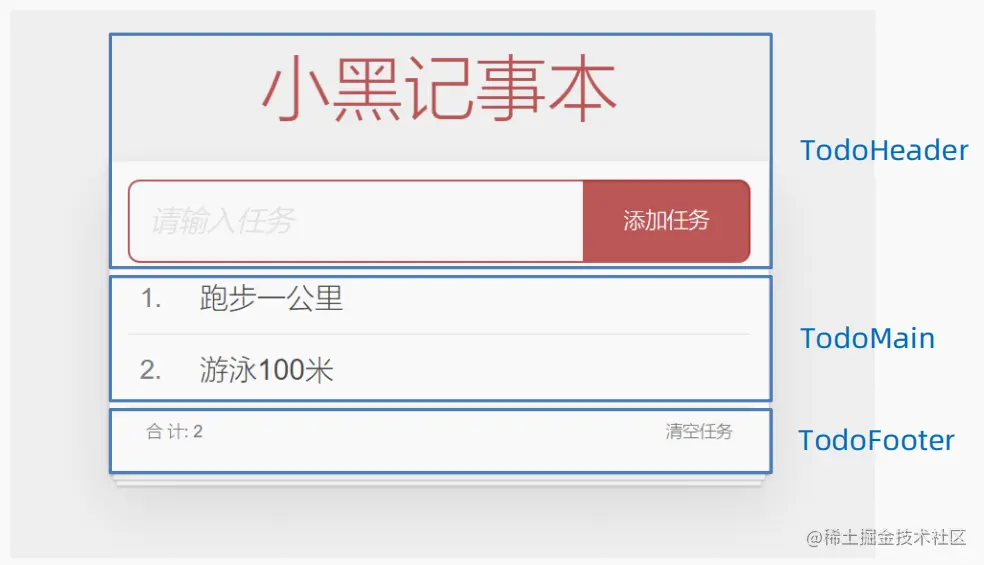 小黑记事本
TodoHeader
请输入任务
添加任务
1. 跑步一公里
TodoMain
2. 游泳100米
合 计: 2
清空任务
TodoFooter
@稀土掘金技术社区